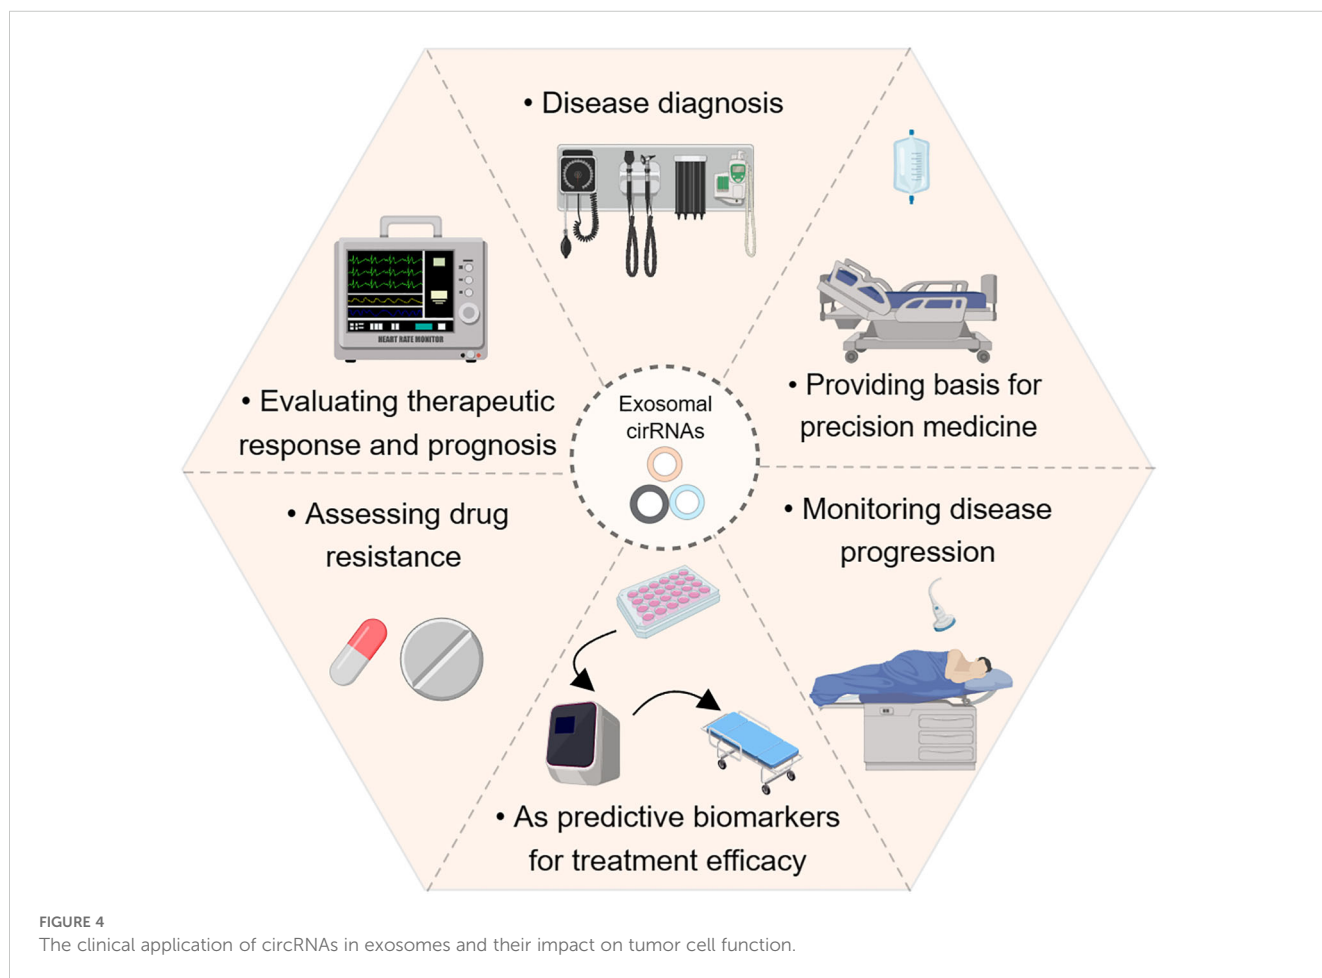 • Disease diagnosis
HEART RATE MONITOR
• Evaluating therapeutic
response and prognosis
• Providing basis for
precision medicine
Exosomal
cirRNAs
• Assessing drug
resistance
• Monitoring disease
progression
• As predictive biomarkers
for treatment efficacy
FIGURE 4
The clinical application of circRNAs in exosomes and their impact on tumor cell function.